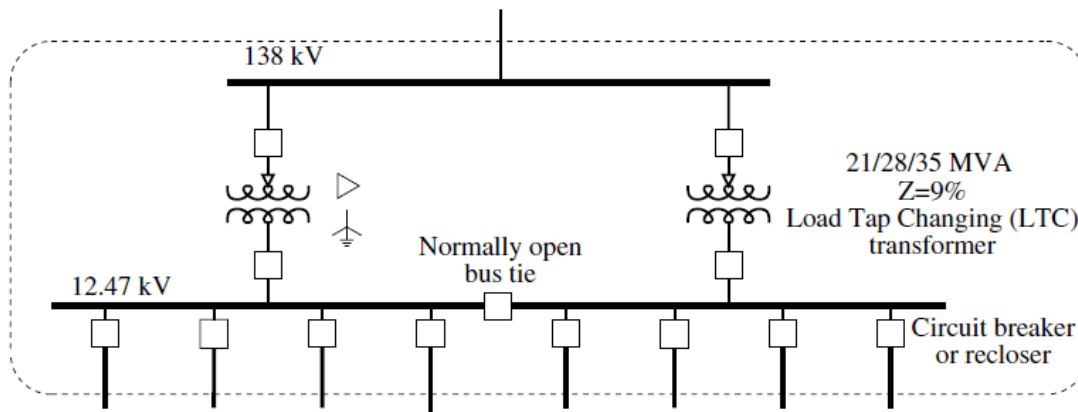 138 kV
21/28/35 MVA
Z=9%
Load Tap Changing (LTC)
transformer
Normally open
bus tie
12.47 kV
Circuit breaker
or recloser